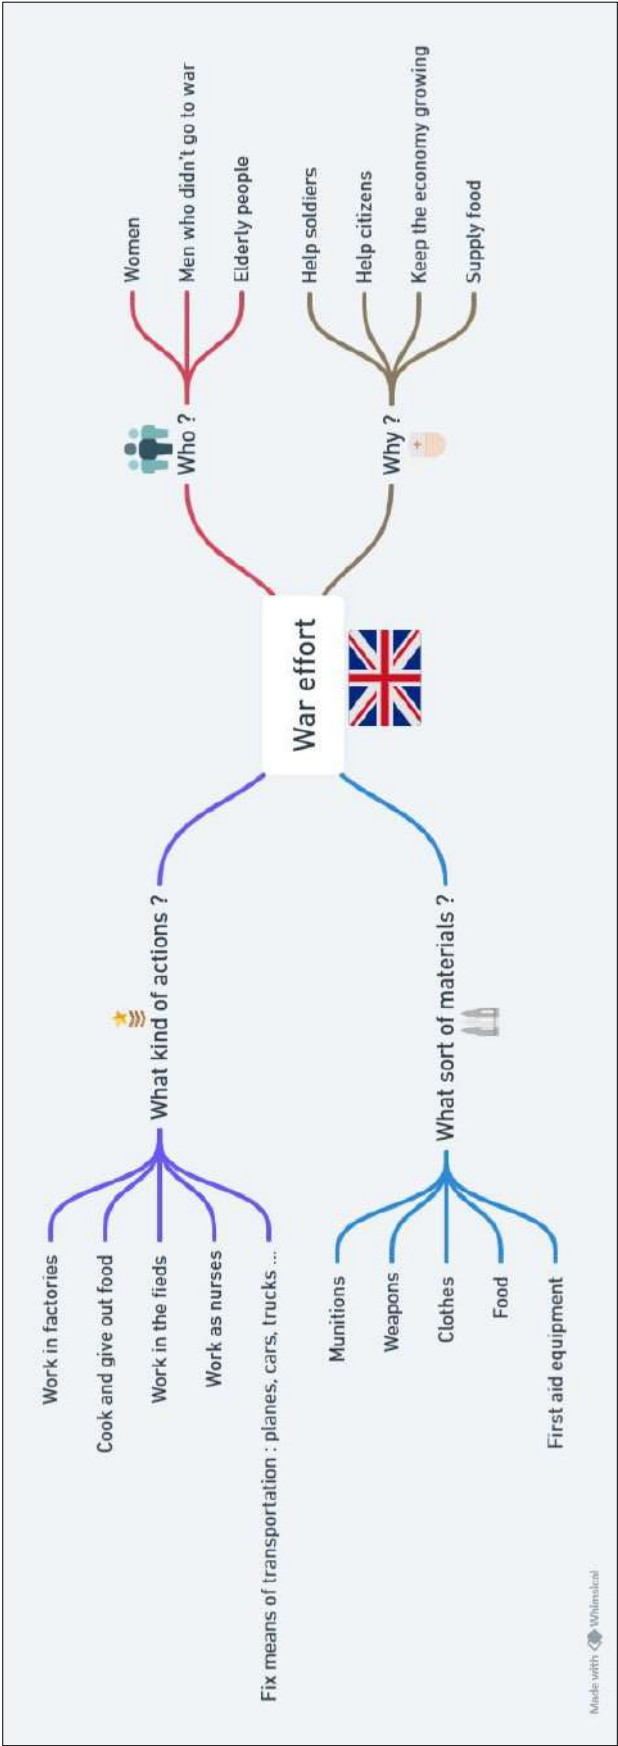 War effort
What kind of actions ?
Work in factories
Cook and give out food
Work in the fieds
Work as nurses
Fix means of transportation : planes, cars, trucks ...
What sort of materials ?
Munitions
Weapons
Clothes
Food
First aid equipment
Who ?
Women
Men who didn't go to war
Elderly people
Why ?
Help soldiers
Help citizens
Keep the economy growing
Supply food
Made with Whimsical